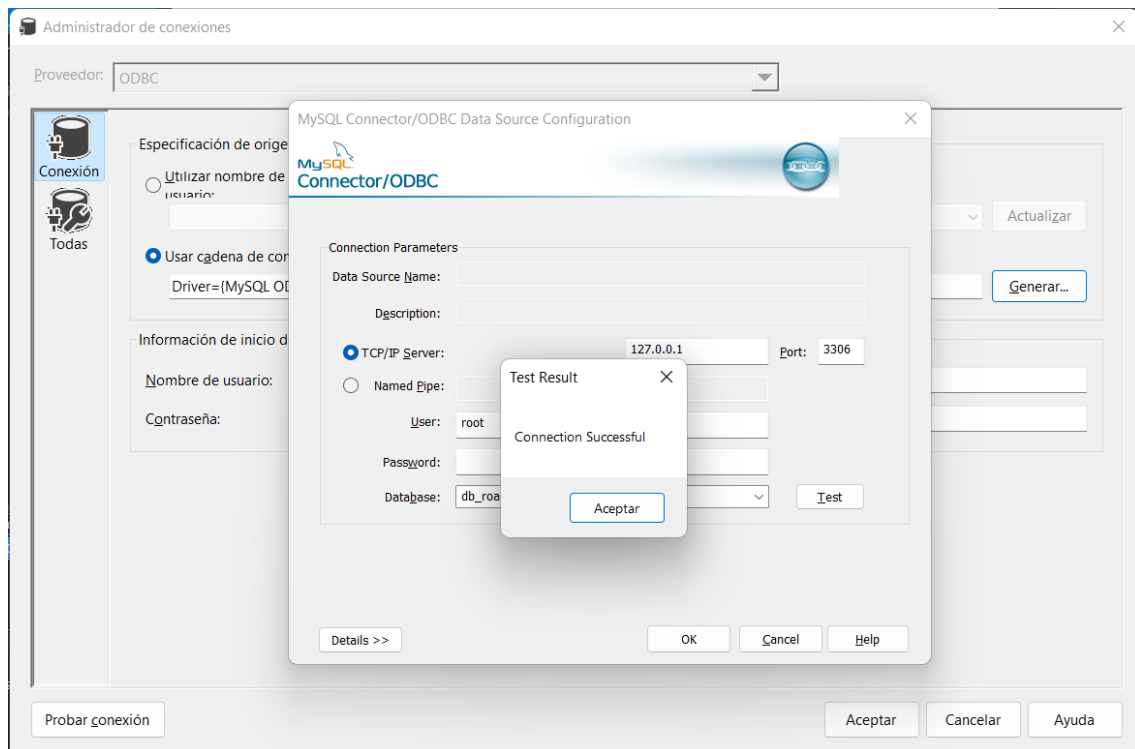 Administrador de conexiones
Proveedor: ODBC
Conexión
Todas
Especificación de orige
Utilizar nombre de
usuario:
Actualizar
Usar cadena de con
Driver={MySQL OD
Generar...
Información de inicio d
Nombre de usuario:
Contraseña:
MySQL Connector/ODBC Data Source Configuration
MySQL
Connector/ODBC
Connection Parameters
Data Source Name:
Description:
TCP/IP Server: 127.0.0.1 Port: 3306
Named Pipe:
User: root
Password:
Database: db_roa
Test
Details >>
OK Cancel Help
Test Result
Connection Successful
Aceptar
Probar conexión
Aceptar Cancelar Ayuda